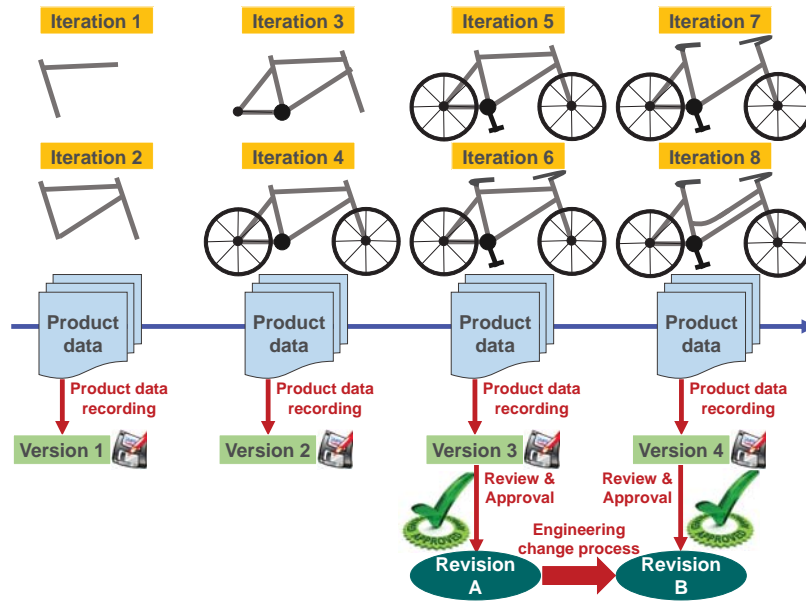 Iteration 1
Iteration 3
Iteration 5
Iteration 7
Iteration 2
Iteration 4
Iteration 6
Iteration 8
Product
data
Product
data
Product
data
Product
data
Product data
recording
Product data
recording
Product data
recording
Product data
recording
Version 1
Version 2
Version 3
Version 4
Review &
Approval
Review &
Approval
Engineering
change process
Revision
A
Revision
B